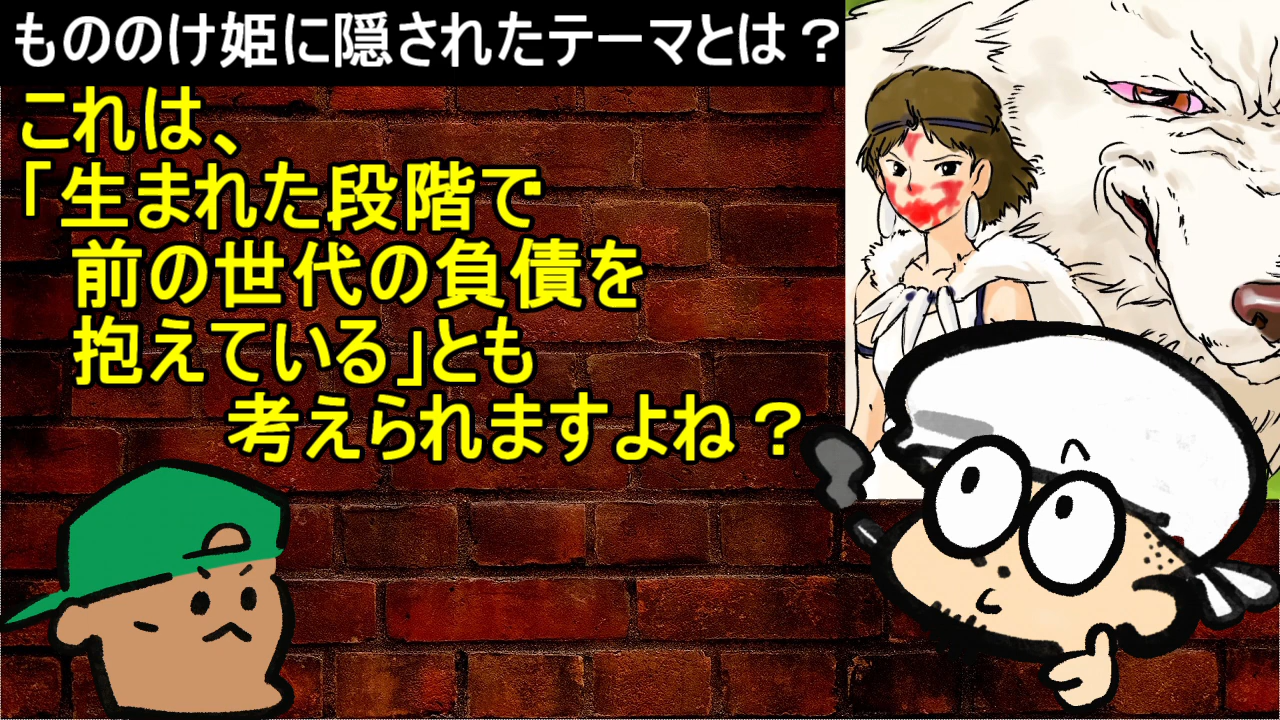 もののけ姫に隠されたテーマとは？
これは、
「生まれた段階で
前の世代の負債を
抱えている」とも
考えられますよね？